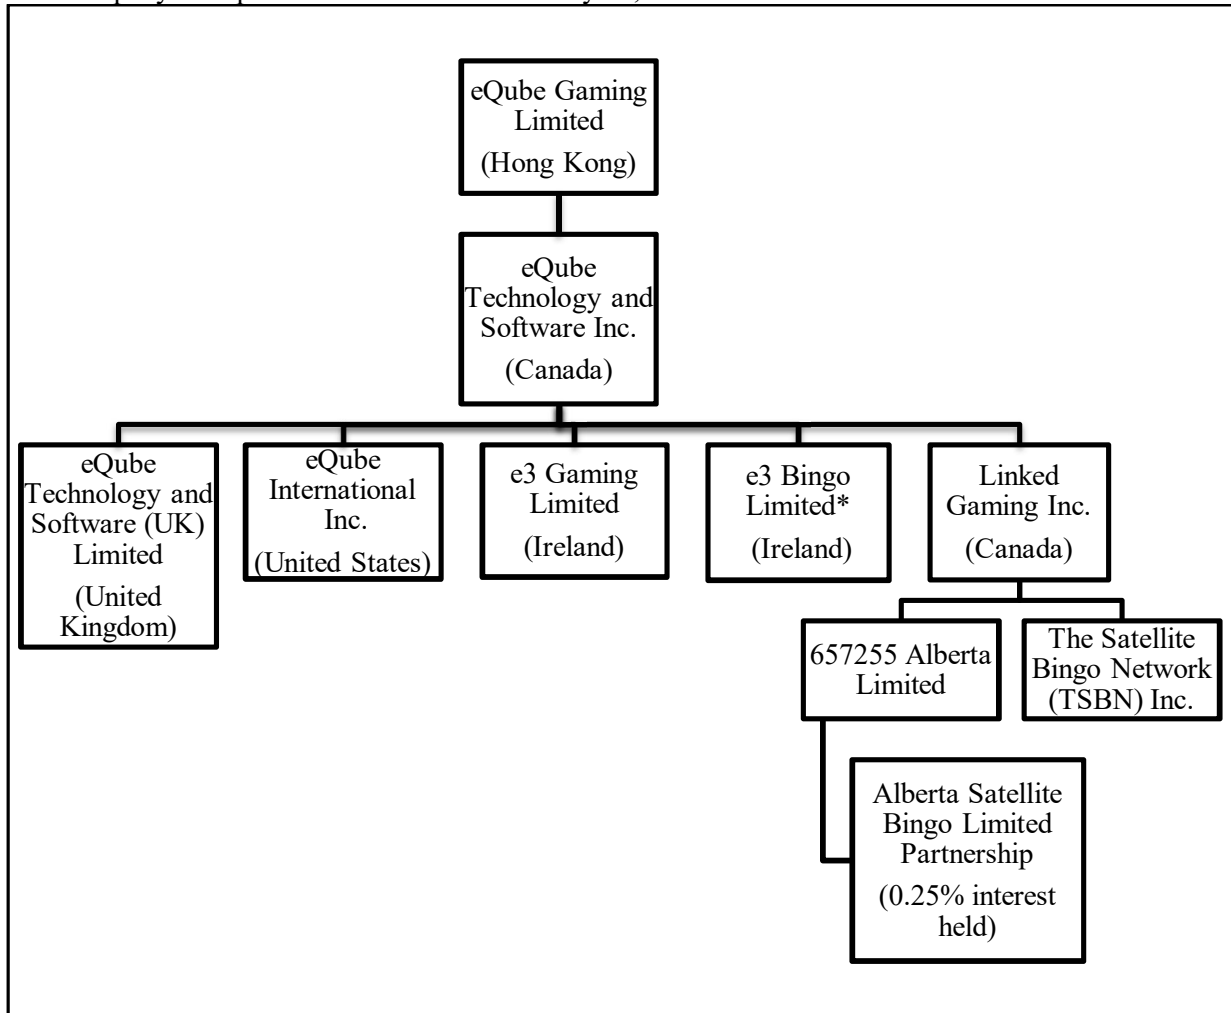 eQube Gaming
Limited
(Hong Kong)
eQube
Technology and
Software Inc.
(Canada)
eQube
Technology and
Software (UK)
Limited
(United
Kingdom)
eQube
International
Inc.
(United States)
e3 Gaming
Limited
(Ireland)
e3 Bingo
Limited*
(Ireland)
Linked
Gaming Inc.
(Canada)
657255 Alberta
Limited
The Satellite
Bingo Network
(TSBN) Inc.
Alberta Satellite
Bingo Limited
Partnership
(0.25% interest
held)